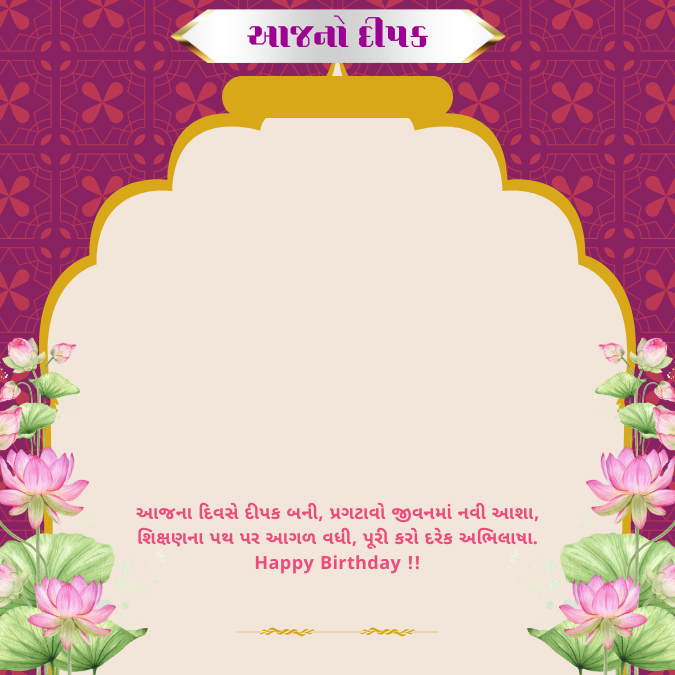 આજનો દીપક
આજના દિવસે દીપક બની, પ્રગટાવો જીવનમાં નવી આશા,
શિક્ષણના પથ પર આગળ વધી, પૂરી કરો દરેક અભિલાષા.
Happy Birthday !!